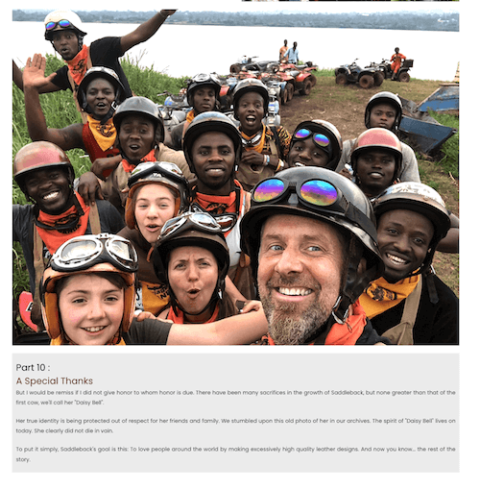 Part 10 :
A Special Thanks
But I would be remiss if I did not give honor to whom honor is due. There have been many sacrifices in the growth of Saddleback, but none greater than that of the
first cow, we'll call her "Daisy Bell".
Her true identity is being protected out of respect for her friends and family. We stumbled upon this old photo of her in our archives. The spirit of "Daisy Bell" lives on
today. She clearly did not die in vain.
To put it simply, Saddleback's goal is this: To love people around the world by making excessively high quality leather designs. And now you know... the rest of the
story.